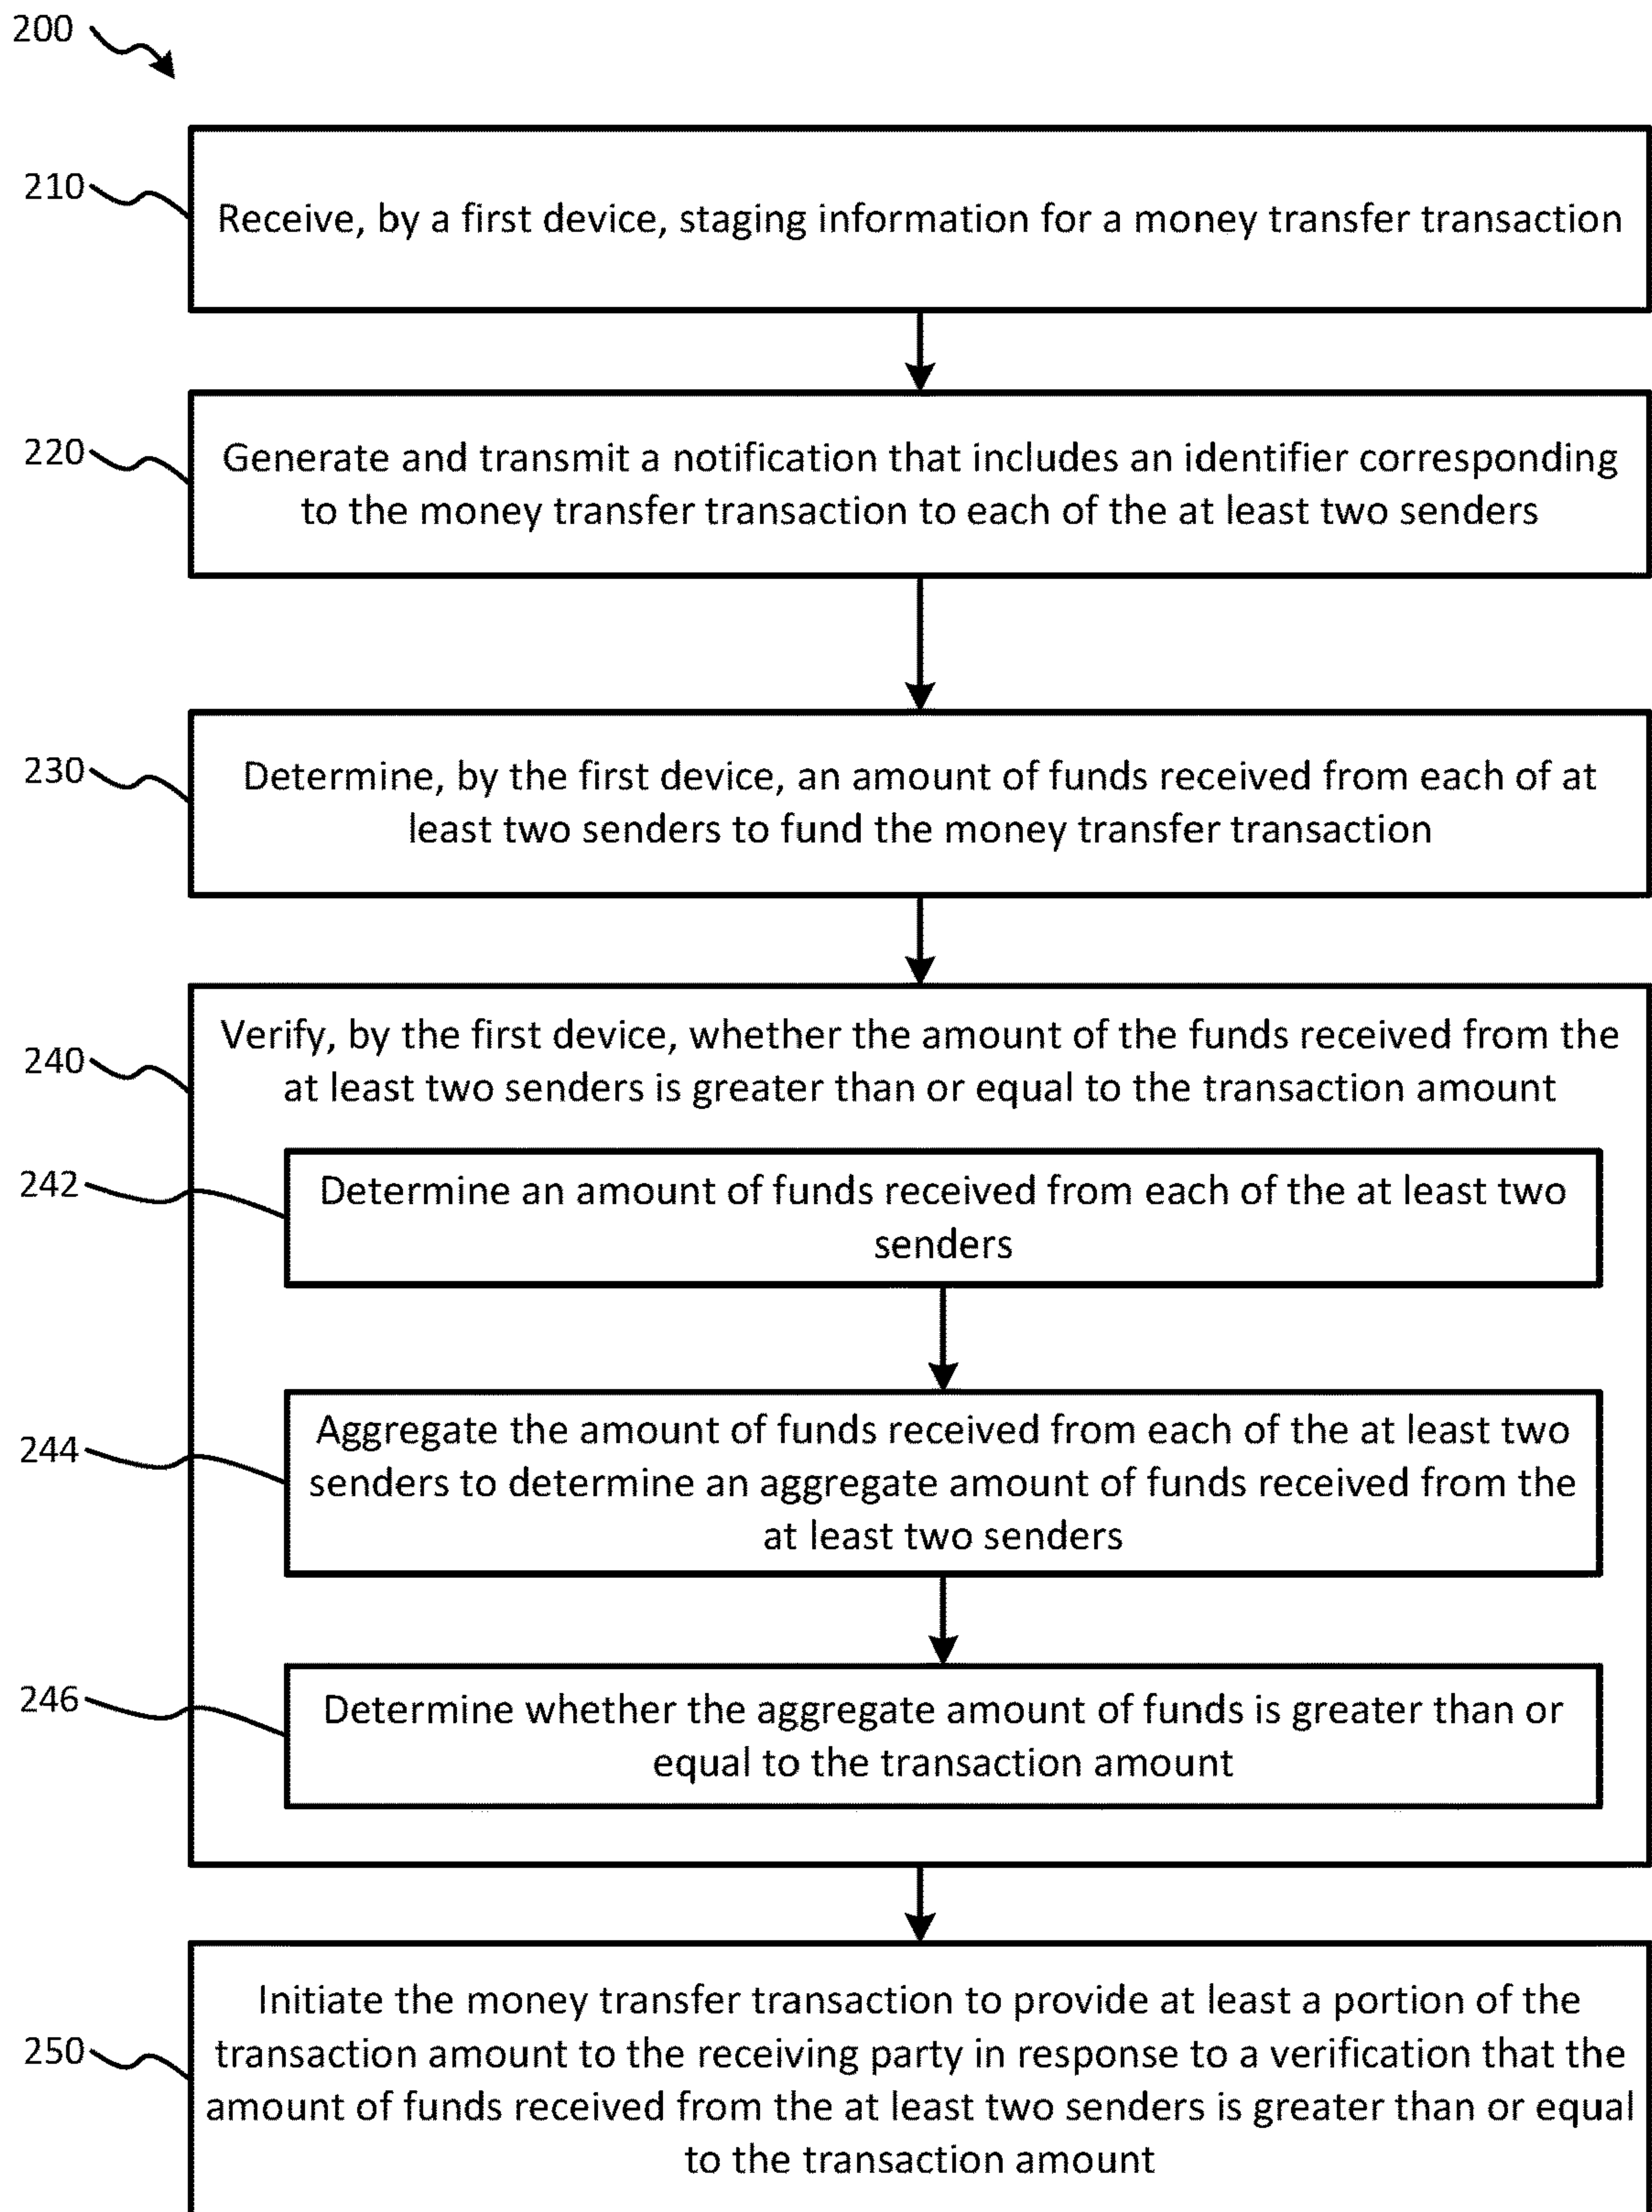 200
210
Receive, by a first device, staging information for a money transfer transaction
220
Generate and transmit a notification that includes an identifier corresponding
to the money transfer transaction to each of the at least two senders
230
Determine, by the first device, an amount of funds received from each of at
least two senders to fund the money transfer transaction
240
Verify, by the first device, whether the amount of the funds received from the
at least two senders is greater than or equal to the transaction amount
242
Determine an amount of funds received from each of the at least two
senders
244
Aggregate the amount of funds received from each of the at least two
senders to determine an aggregate amount of funds received from the
at least two senders
246
Determine whether the aggregate amount of funds is greater than or
equal to the transaction amount
250
Initiate the money transfer transaction to provide at least a portion of the
transaction amount to the receiving party in response to a verification that the
amount of funds received from the at least two senders is greater than or equal
to the transaction amount